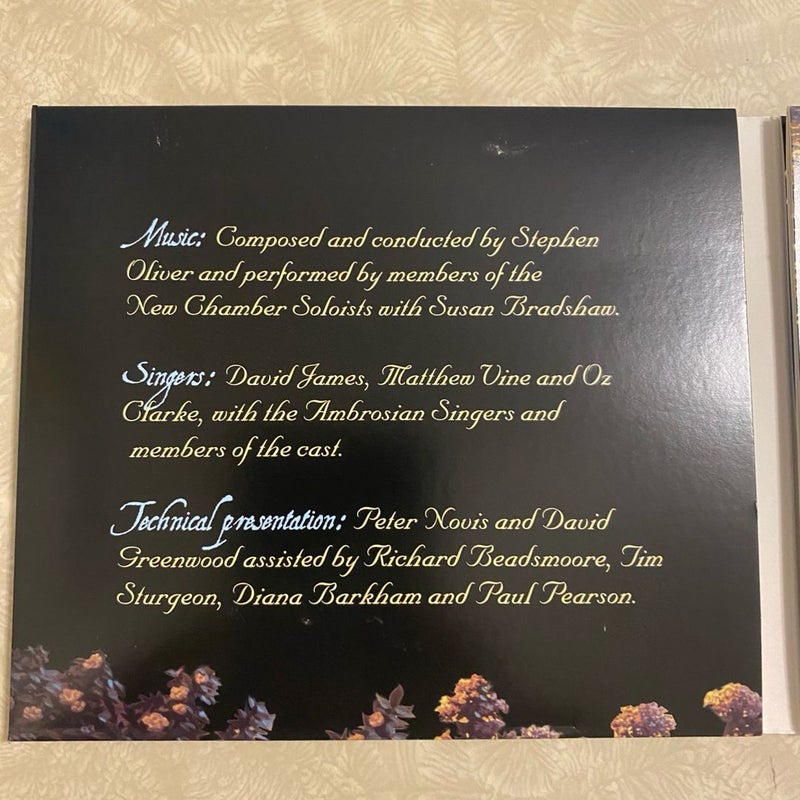 Music: Composed and conducted by Stephen
Oliver and performed by members of the
New Chamber Soloists with Susan Bradshaw.
Singers: David James, Matthew Vine and Oz
Clarke, with the Ambrosian Singers and
members of the cast.
Technical presentation: Peter Novis and David
Greenwood assisted by Richard Beadsmoore, Tim
Sturgeon, Diana Barkham and Paul Pearson.